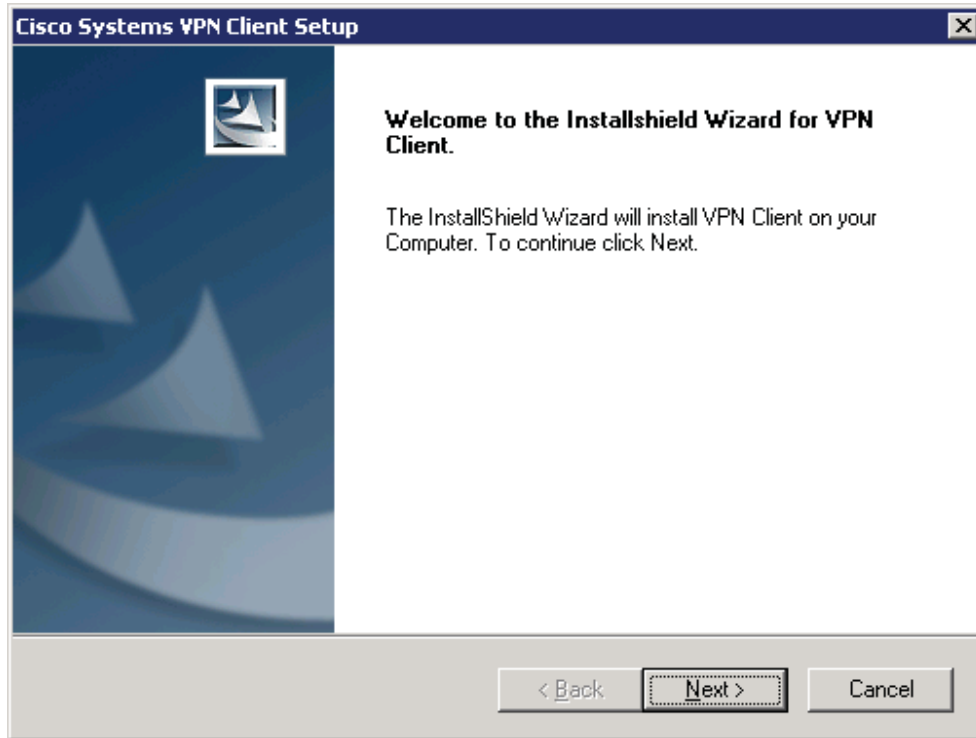 Cisco Systems VPN Client Setup
Welcome to the Installshield Wizard for VPN
Client.
The InstallShield Wizard will install VPN Client on your
Computer. To continue click Next.
< Back
Next >
Cancel